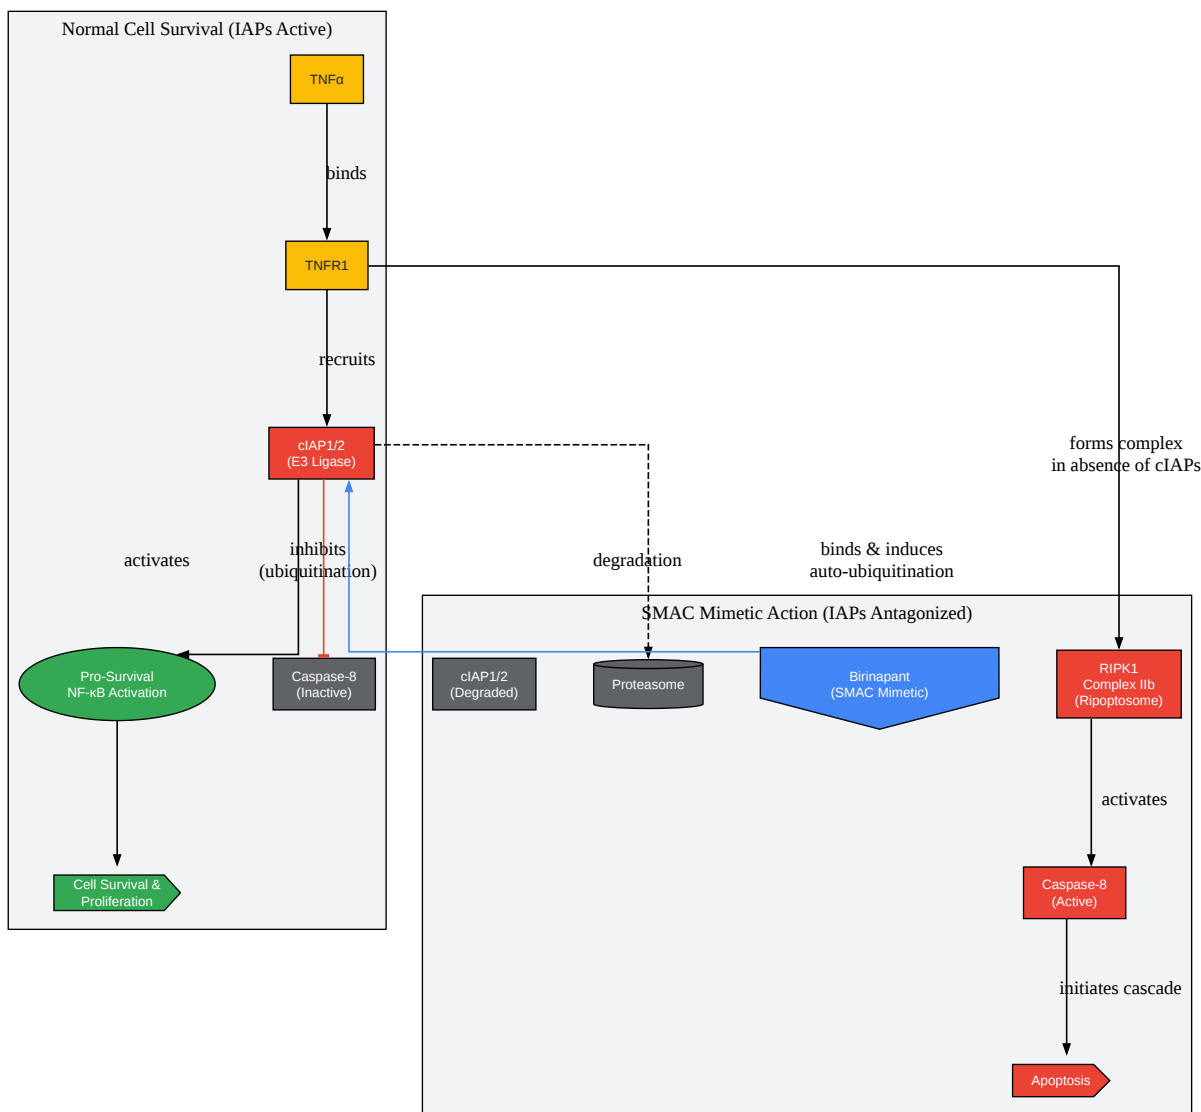 Normal Cell Survival (IAPs Active)
TNFα
binds
TNFR1
recruits
cIAP1/2
(E3 Ligase)
forms complex
in absence of cIAPs
activates
inhibits
(ubiquitination)
degradation
binds & induces
auto-ubiquitination
SMAC Mimetic Action (IAPs Antagonized)
Pro-Survival
NF-κB Activation
Caspase-8
(Inactive)
cIAP1/2
(Degraded)
Proteasome
Birinapant
(SMAC Mimetic)
RIPK1
Complex IIb
(Ripoptosome)
activates
Cell Survival &
Proliferation
Caspase-8
(Active)
initiates cascade
Apoptosis